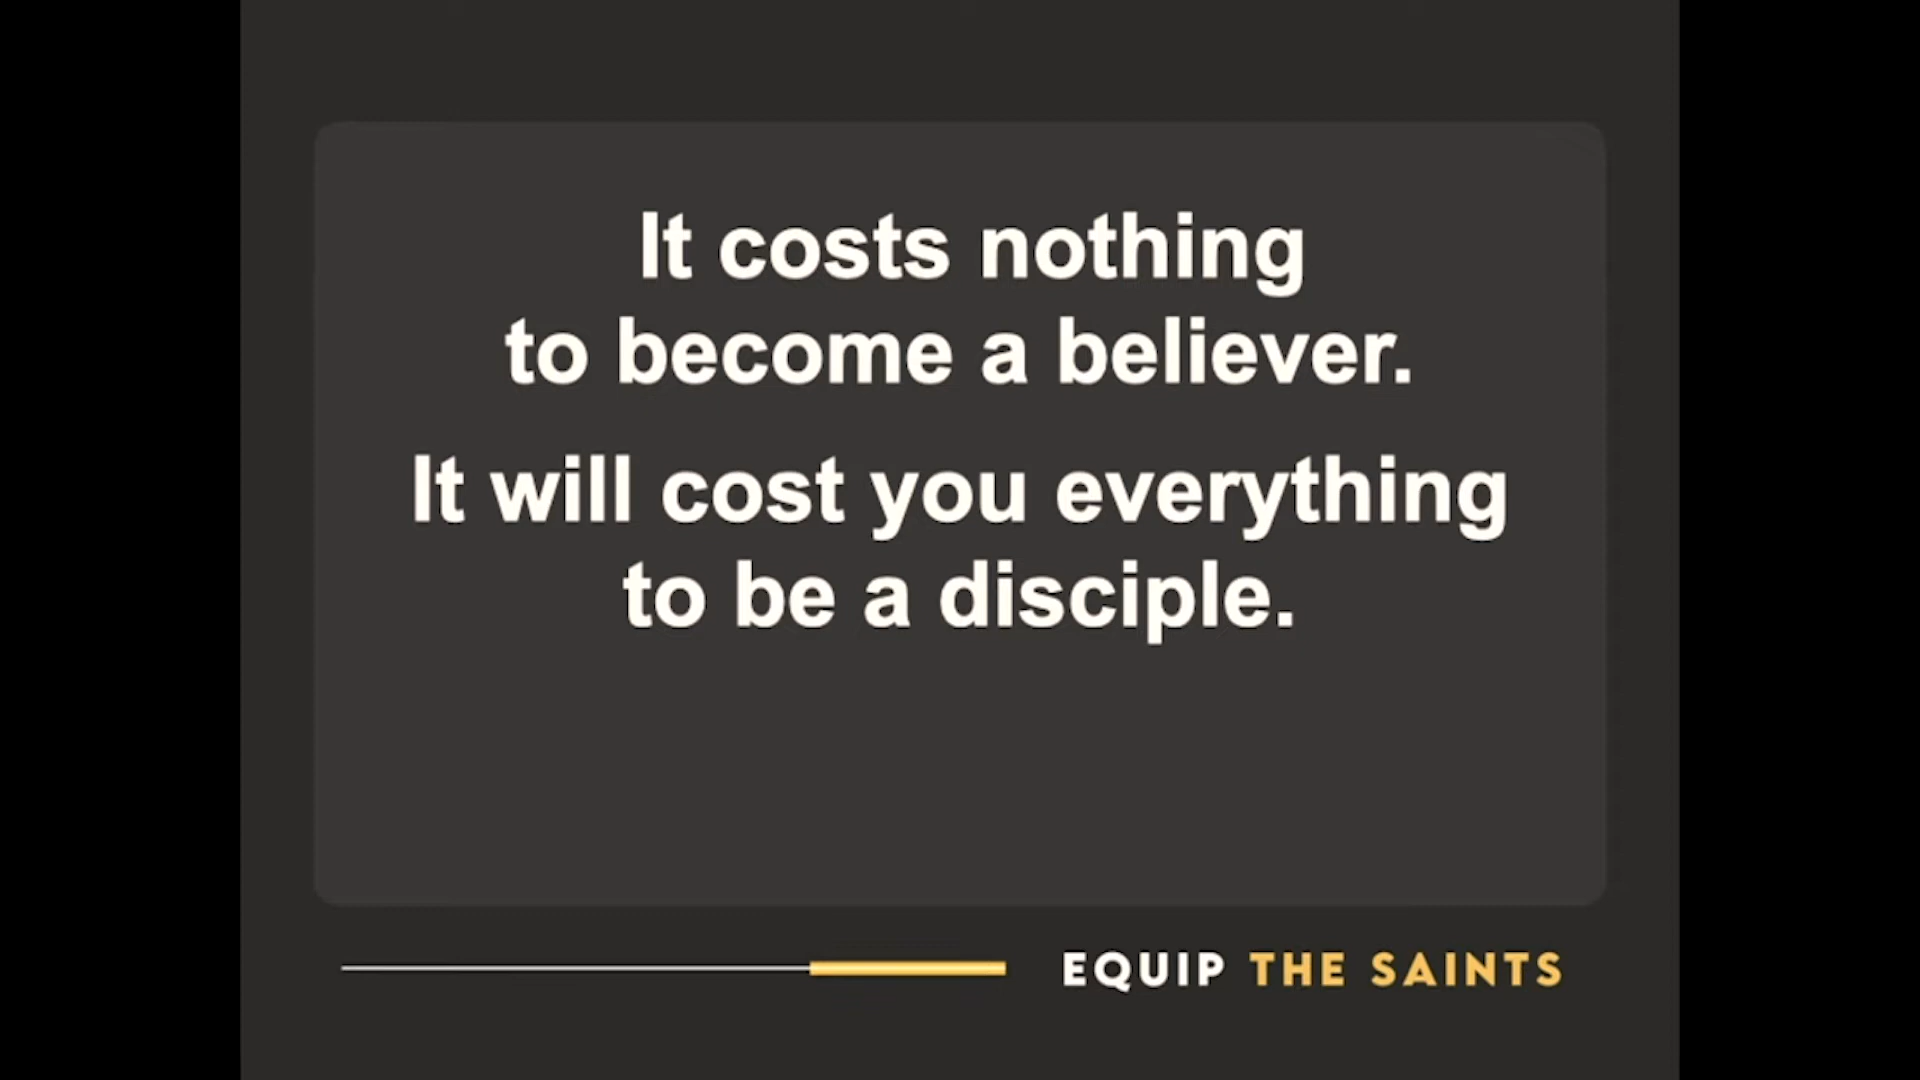 It costs nothing
to become a believer.
It will cost you everything
to be a disciple.
EQUIP THE SAINTS